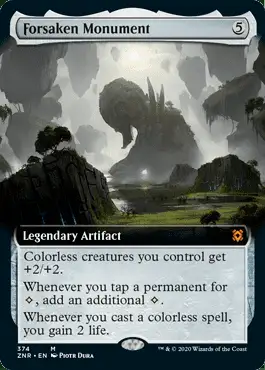 Forsaken Monument 5
Legendary Artifact
Colorless creatures you control get
+2/+2.
Whenever you tap a permanent for
◇, add an additional ◇.
Whenever you cast a colorless spell,
you gain 2 life.
374 M
ZNR • EN Piotr Dura
™ & © 2020 Wizards of the Coast